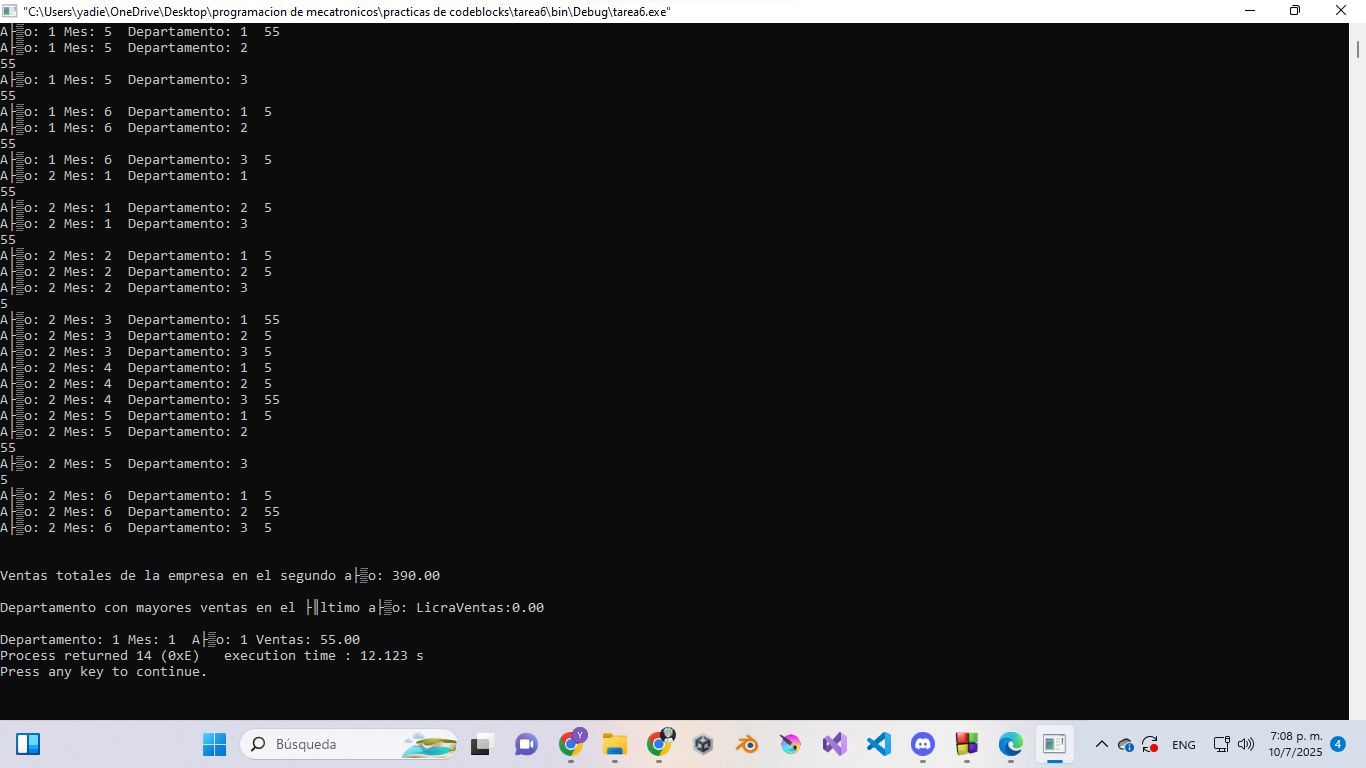 "C:\Users\yadie\OneDrive\Desktop\programacion de mecatronicos\practicas de codeblocks\tarea6\bin\Debug\tarea6.exe"
A├▒o: 1 Mes: 5  Departamento: 1  55
A├▒o: 1 Mes: 5  Departamento: 2
55
A├▒o: 1 Mes: 5  Departamento: 3
55
A├▒o: 1 Mes: 6  Departamento: 1  5
A├▒o: 1 Mes: 6  Departamento: 2
55
A├▒o: 1 Mes: 6  Departamento: 3  5
A├▒o: 2 Mes: 1  Departamento: 1
55
A├▒o: 2 Mes: 1  Departamento: 2  5
A├▒o: 2 Mes: 1  Departamento: 3
55
A├▒o: 2 Mes: 2  Departamento: 1  5
A├▒o: 2 Mes: 2  Departamento: 2  5
A├▒o: 2 Mes: 2  Departamento: 3
5
A├▒o: 2 Mes: 3  Departamento: 1  55
A├▒o: 2 Mes: 3  Departamento: 2  5
A├▒o: 2 Mes: 3  Departamento: 3  5
A├▒o: 2 Mes: 4  Departamento: 1  5
A├▒o: 2 Mes: 4  Departamento: 2  5
A├▒o: 2 Mes: 4  Departamento: 3  55
A├▒o: 2 Mes: 5  Departamento: 1  5
A├▒o: 2 Mes: 5  Departamento: 2
55
A├▒o: 2 Mes: 5  Departamento: 3
5
A├▒o: 2 Mes: 6  Departamento: 1  5
A├▒o: 2 Mes: 6  Departamento: 2  55
A├▒o: 2 Mes: 6  Departamento: 3  5
Ventas totales de la empresa en el segundo a├▒o: 390.00
Departamento con mayores ventas en el ├║ltimo a├▒o: LicraVentas:0.00
Departamento: 1 Mes: 1  A├▒o: 1 Ventas: 55.00
Process returned 14 (0xE)   execution time : 12.123 s
Press any key to continue.
Búsqueda
Y
ENG
7:08 p. m.
10/7/2025
4